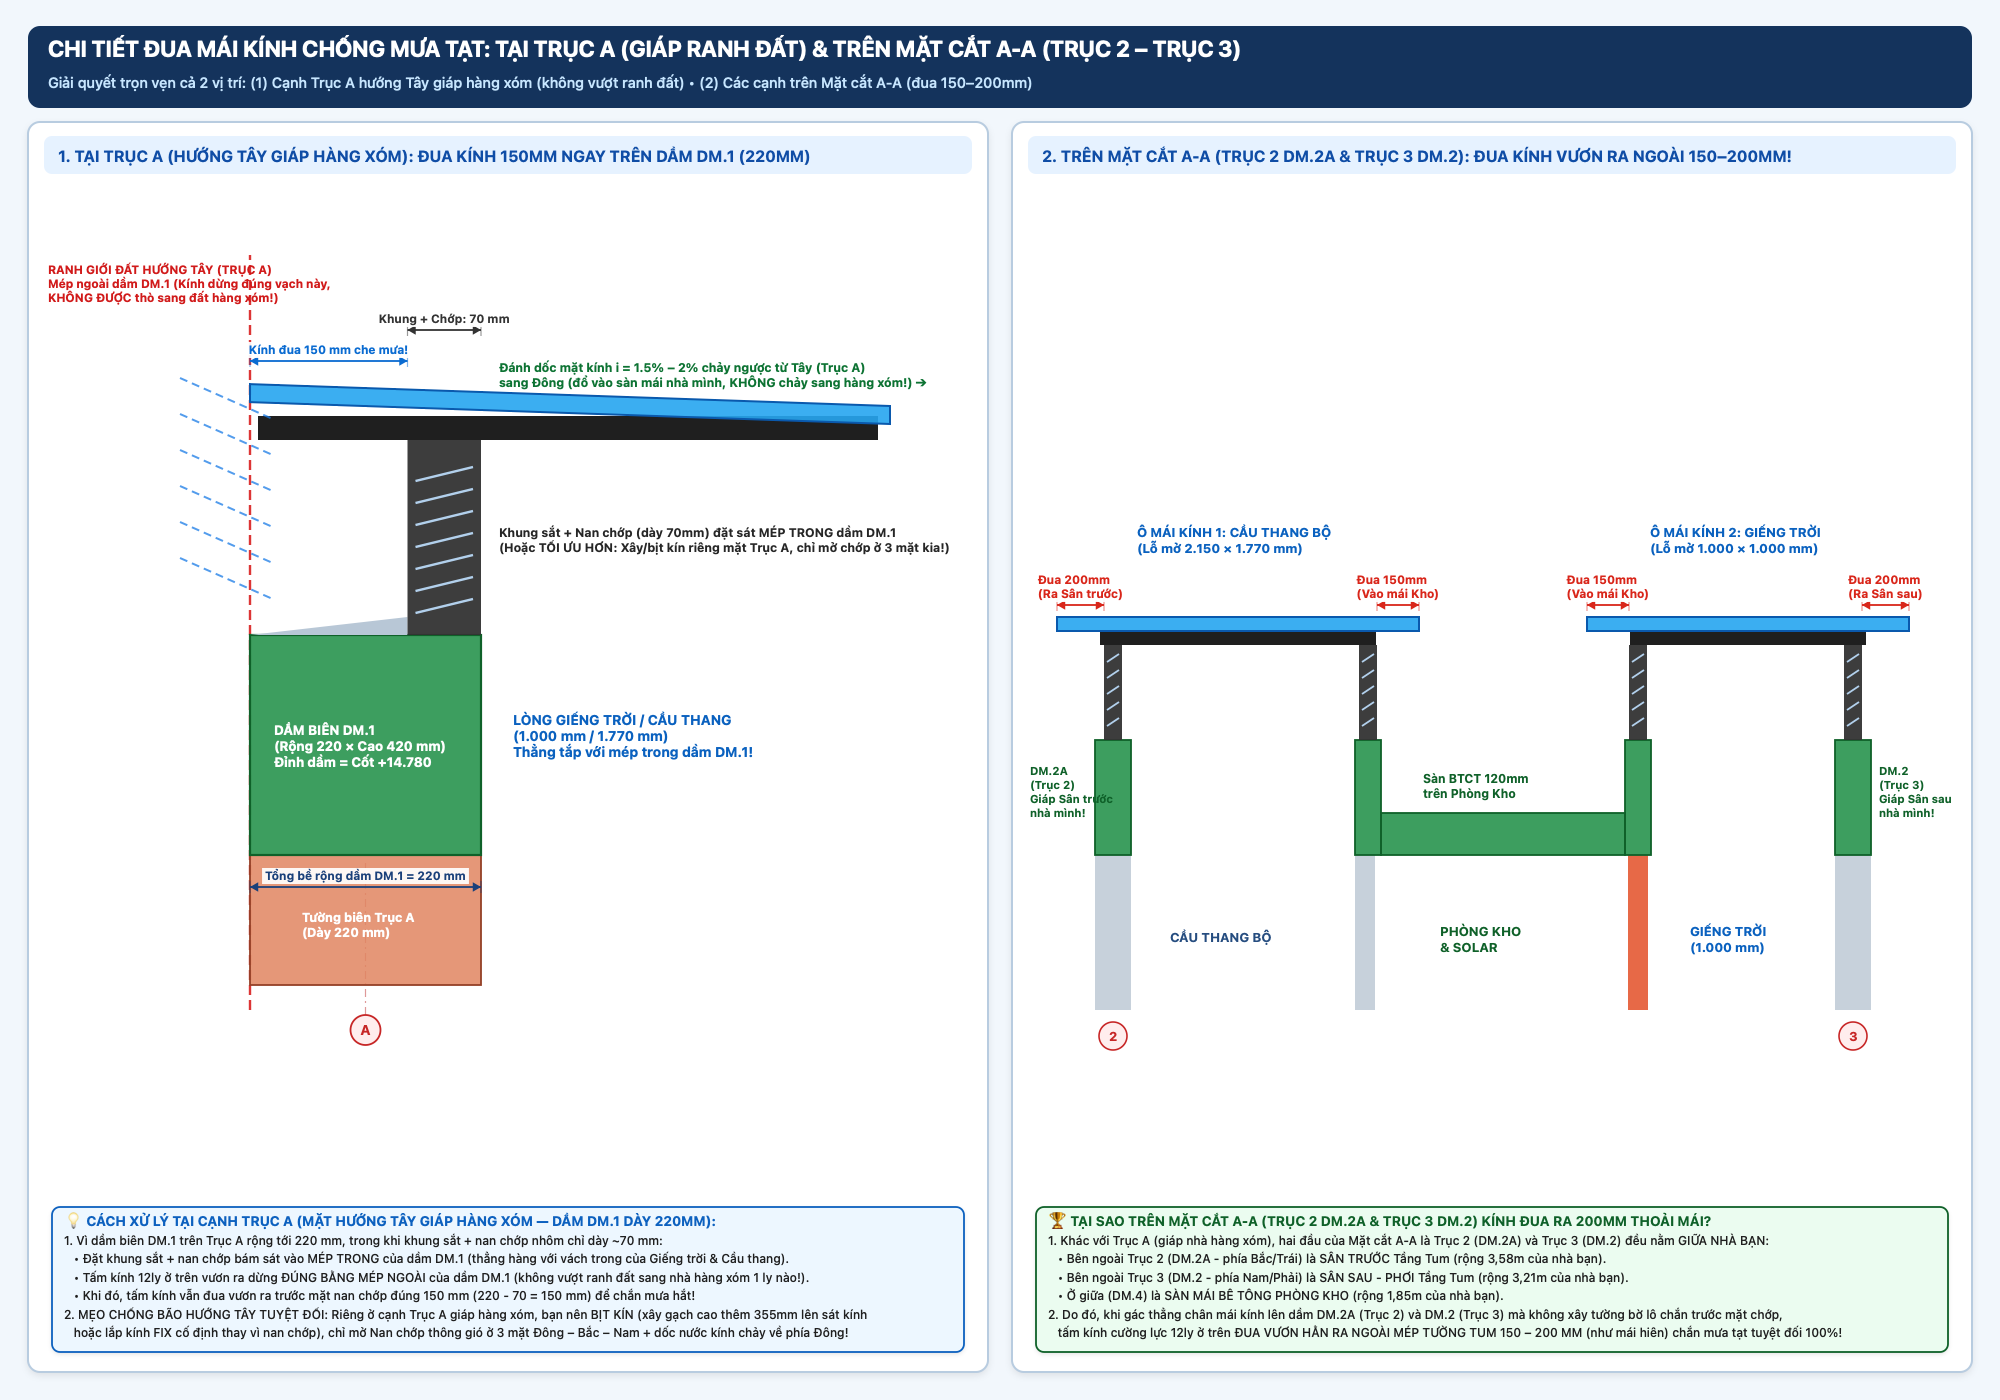 CHI TIẾT ĐUA MÁI KÍNH CHỐNG MƯA TẠT: TẠI TRỤC A (GIÁP RANH ĐẤT) & TRÊN MẶT CẮT A-A (TRỤC 2 – TRỤC 3)
Giải quyết trọn vẹn cả 2 vị trí: (1) Cạnh Trục A hướng Tây giáp hàng xóm (không vượt ranh đất) • (2) Các cạnh trên Mặt cắt A-A (đua 150–200mm)
1. TẠI TRỤC A (HƯỚNG TÂY GIÁP HÀNG XÓM): ĐUA KÍNH 150MM NGAY TRÊN DẦM DM.1 (220MM)
RANH GIỚI ĐẤT HƯỚNG TÂY (TRỤC A)
Mép ngoài dầm DM.1 (Kính dừng đúng vạch này,
KHÔNG ĐƯỢC thò sang đất hàng xóm!)
Khung + Chớp: 70 mm
Kính đua 150 mm che mưa!
Đánh dốc mặt kính i = 1.5% – 2% chảy ngược từ Tây (Trục A)
sang Đông (đổ vào sàn mái nhà mình, KHÔNG chảy sang hàng xóm!) ➔
Khung sắt + Nan chớp (dày 70mm) đặt sát MÉP TRONG dầm DM.1
(Hoặc TỐI ƯU HƠN: Xây/bịt kín riêng mặt Trục A, chỉ mở chớp ở 3 mặt kia!)
DẦM BIÊN DM.1
(Rộng 220 × Cao 420 mm)
Đỉnh dầm = Cốt +14.780
LÒNG GIẾNG TRỜI / CẦU THANG
(1.000 mm / 1.770 mm)
Thẳng tắp với mép trong dầm DM.1!
Tổng bề rộng dầm DM.1 = 220 mm
Tường biên Trục A
(Dày 220 mm)
A
💡 CÁCH XỬ LÝ TẠI CẠNH TRỤC A (MẶT HƯỚNG TÂY GIÁP HÀNG XÓM — DẦM DM.1 DÀY 220MM):
1. Vì dầm biên DM.1 trên Trục A rộng tới 220 mm, trong khi khung sắt + nan chớp nhôm chỉ dày ~70 mm:
• Đặt khung sắt + nan chớp bám sát vào MÉP TRONG của dầm DM.1 (thẳng hàng với vách trong của Giếng trời & Cầu thang).
• Tấm kính 12ly ở trên vươn ra dừng ĐÚNG BẰNG MÉP NGOÀI của dầm DM.1 (không vượt ranh đất sang nhà hàng xóm 1 ly nào!).
• Khi đó, tấm kính vẫn đua vươn ra trước mặt nan chớp đúng 150 mm (220 - 70 = 150 mm) để chắn mưa hắt!
2. MẸO CHỐNG BÃO HƯỚNG TÂY TUYỆT ĐỐI: Riêng ở cạnh Trục A giáp hàng xóm, bạn nên BỊT KÍN (xây gạch cao thêm 355mm lên sát kính
hoặc lắp kính FIX cố định thay vì nan chớp), chỉ mở Nan chớp thông gió ở 3 mặt Đông – Bắc – Nam + dốc nước kính chảy về phía Đông!
2. TRÊN MẶT CẮT A-A (TRỤC 2 DM.2A & TRỤC 3 DM.2): ĐUA KÍNH VƯƠN RA NGOÀI 150–200MM!
Ô MÁI KÍNH 1: CẦU THANG BỘ
(Lỗ mở 2.150 × 1.770 mm)
Ô MÁI KÍNH 2: GIẾNG TRỜI
(Lỗ mở 1.000 × 1.000 mm)
Đua 200mm
(Ra Sân trước)
Đua 150mm
(Vào mái Kho)
Đua 150mm
(Vào mái Kho)
Đua 200mm
(Ra Sân sau)
DM.2A
(Trục 2)
Giáp Sân trước
nhà mình!
Sàn BTCT 120mm
trên Phòng Kho
DM.2
(Trục 3)
Giáp Sân sau
nhà mình!
CẦU THANG BỘ
PHÒNG KHO
& SOLAR
GIẾNG TRỜI
(1.000 mm)
2
3
🏆 TẠI SAO TRÊN MẶT CẮT A-A (TRỤC 2 DM.2A & TRỤC 3 DM.2) KÍNH ĐUA RA 200MM THOẢI MÁI?
1. Khác với Trục A (giáp nhà hàng xóm), hai đầu của Mặt cắt A-A là Trục 2 (DM.2A) và Trục 3 (DM.2) đều nằm GIỮA NHÀ BẠN:
• Bên ngoài Trục 2 (DM.2A - phía Bắc/Trái) là SÂN TRƯỚC Tầng Tum (rộng 3,58m của nhà bạn).
• Bên ngoài Trục 3 (DM.2 - phía Nam/Phải) là SÂN SAU - PHƠI Tầng Tum (rộng 3,21m của nhà bạn).
• Ở giữa (DM.4) là SÀN MÁI BÊ TÔNG PHÒNG KHO (rộng 1,85m của nhà bạn).
2. Do đó, khi gác thẳng chân mái kính lên dầm DM.2A (Trục 2) và DM.2 (Trục 3) mà không xây tường bờ lô chắn trước mặt chớp,
tấm kính cường lực 12ly ở trên ĐUA VƯƠN HẲN RA NGOÀI MÉP TƯỜNG TUM 150 – 200 MM (như mái hiên) chắn mưa tạt tuyệt đối 100%!